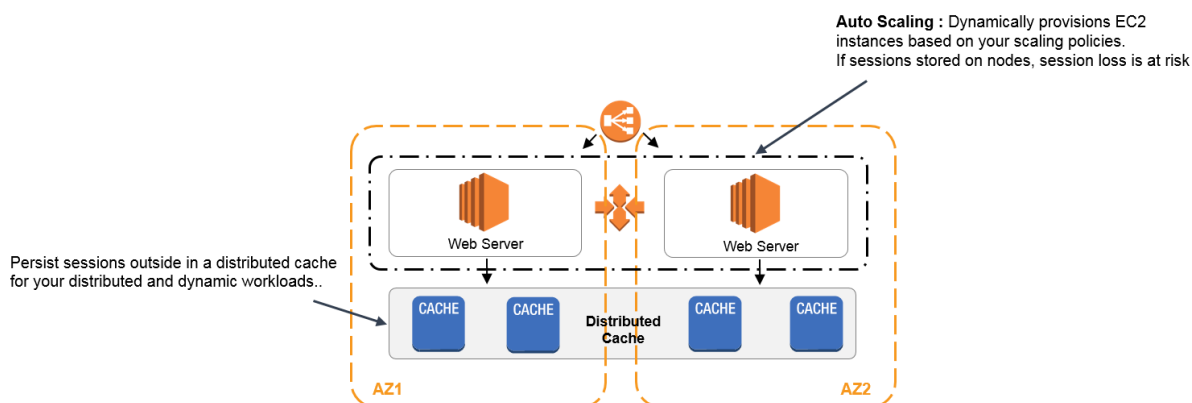 Auto Scaling : Dynamically provisions EC2
instances based on your scaling policies.
If sessions stored on nodes, session loss is at risk
Web Server
Web Server
Persist sessions outside in a distributed cache
for your distributed and dynamic workloads..
CACHE
CACHE
Distributed
Cache
CACHE
CACHE
AZ1
AZ2